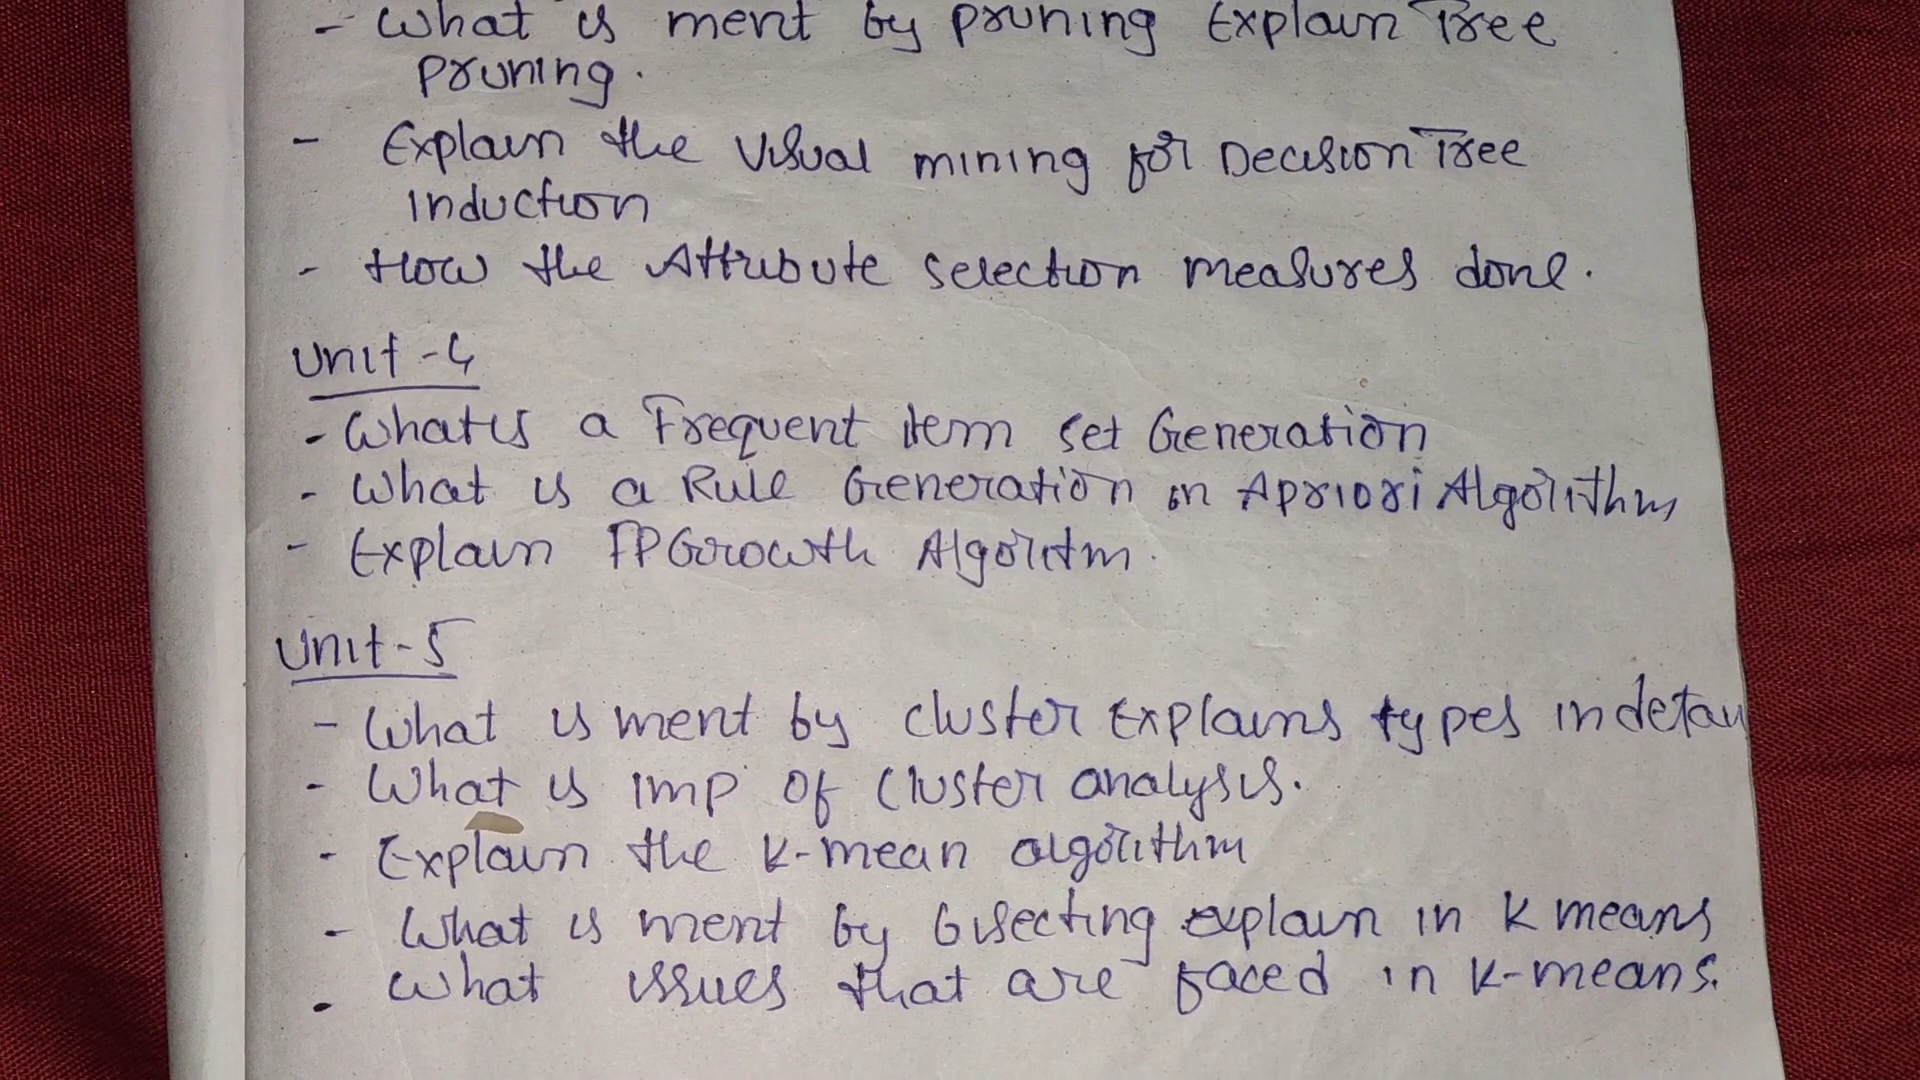 - What is ment by pruning Explain Tree
pruning.
- Explain the Visual mining for Decision Tree
induction
- How the Attribute selection measures done.
Unit-4
- What is a Frequent item set Generation
- What is a Rule Generation in Apriori Algorithm
- Explain FPGrowth Algoritm.
Unit-5
- What is ment by cluster Explains types in detail
- What is imp of cluster analysis.
- Explain the K-mean algorithm
- What is ment by bisecting explain in K means
. What issues that are faced in K-means.